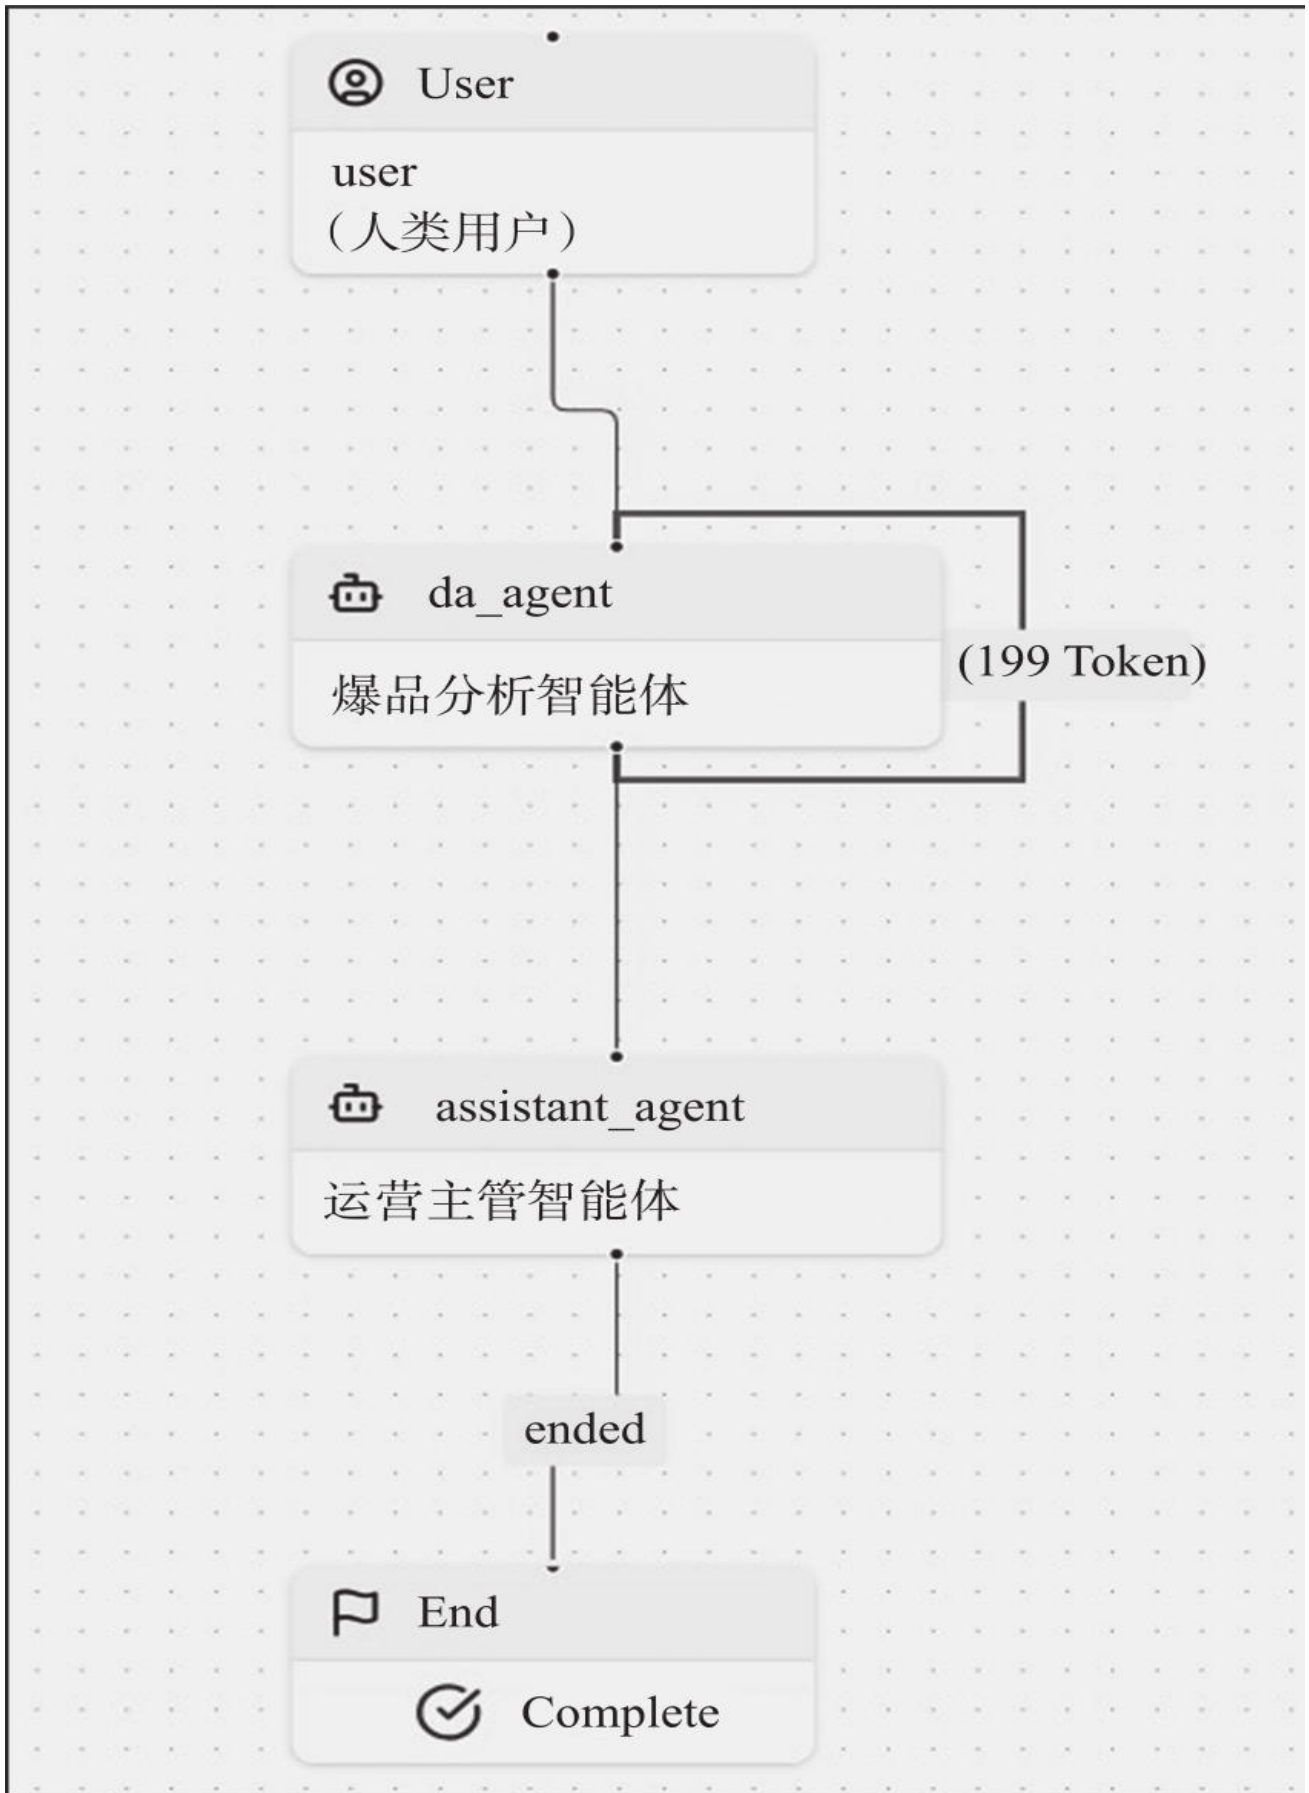 User
user
（人类用户）
da_agent
(199 Token)
爆品分析智能体
assistant_agent
运营主管智能体
ended
End
Complete